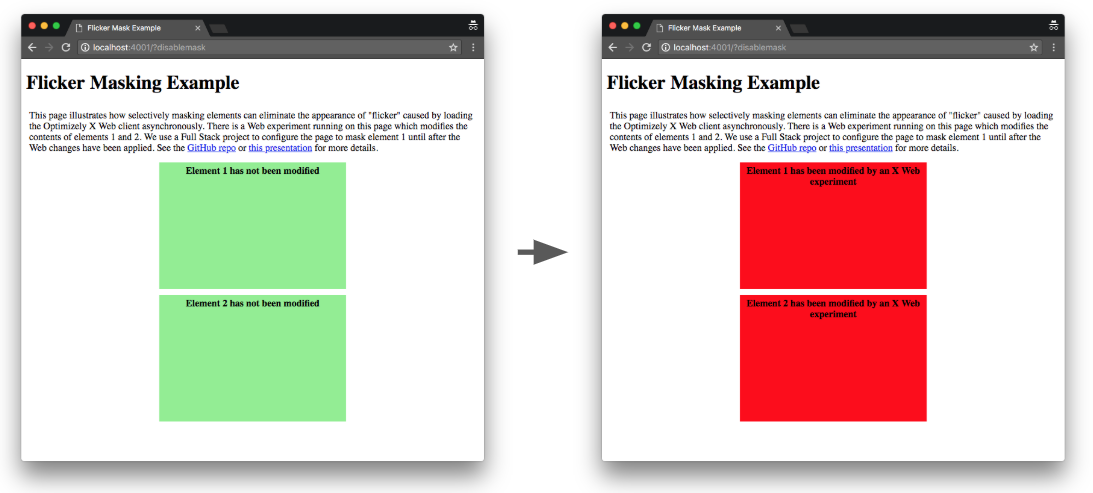 Flicker Mask Example
localhost:4001/?disablemask
Flicker Masking Example
This page illustrates how selectively masking elements can eliminate the appearance of "flicker" caused by loading
the Optimizely X Web client asynchronously. There is a Web experiment running on this page which modifies the
contents of elements 1 and 2. We use a Full Stack project to configure the page to mask element 1 until after the
Web changes have been applied. See the GitHub repo or this presentation for more details.
Element 1 has not been modified
Element 2 has not been modified
Flicker Mask Example
localhost:4001/?disablemask
Flicker Masking Example
This page illustrates how selectively masking elements can eliminate the appearance of "flicker" caused by loading
the Optimizely X Web client asynchronously. There is a Web experiment running on this page which modifies the
contents of elements 1 and 2. We use a Full Stack project to configure the page to mask element 1 until after the
Web changes have been applied. See the GitHub repo or this presentation for more details.
Element 1 has been modified by an X Web
experiment
Element 2 has been modified by an X Web
experiment